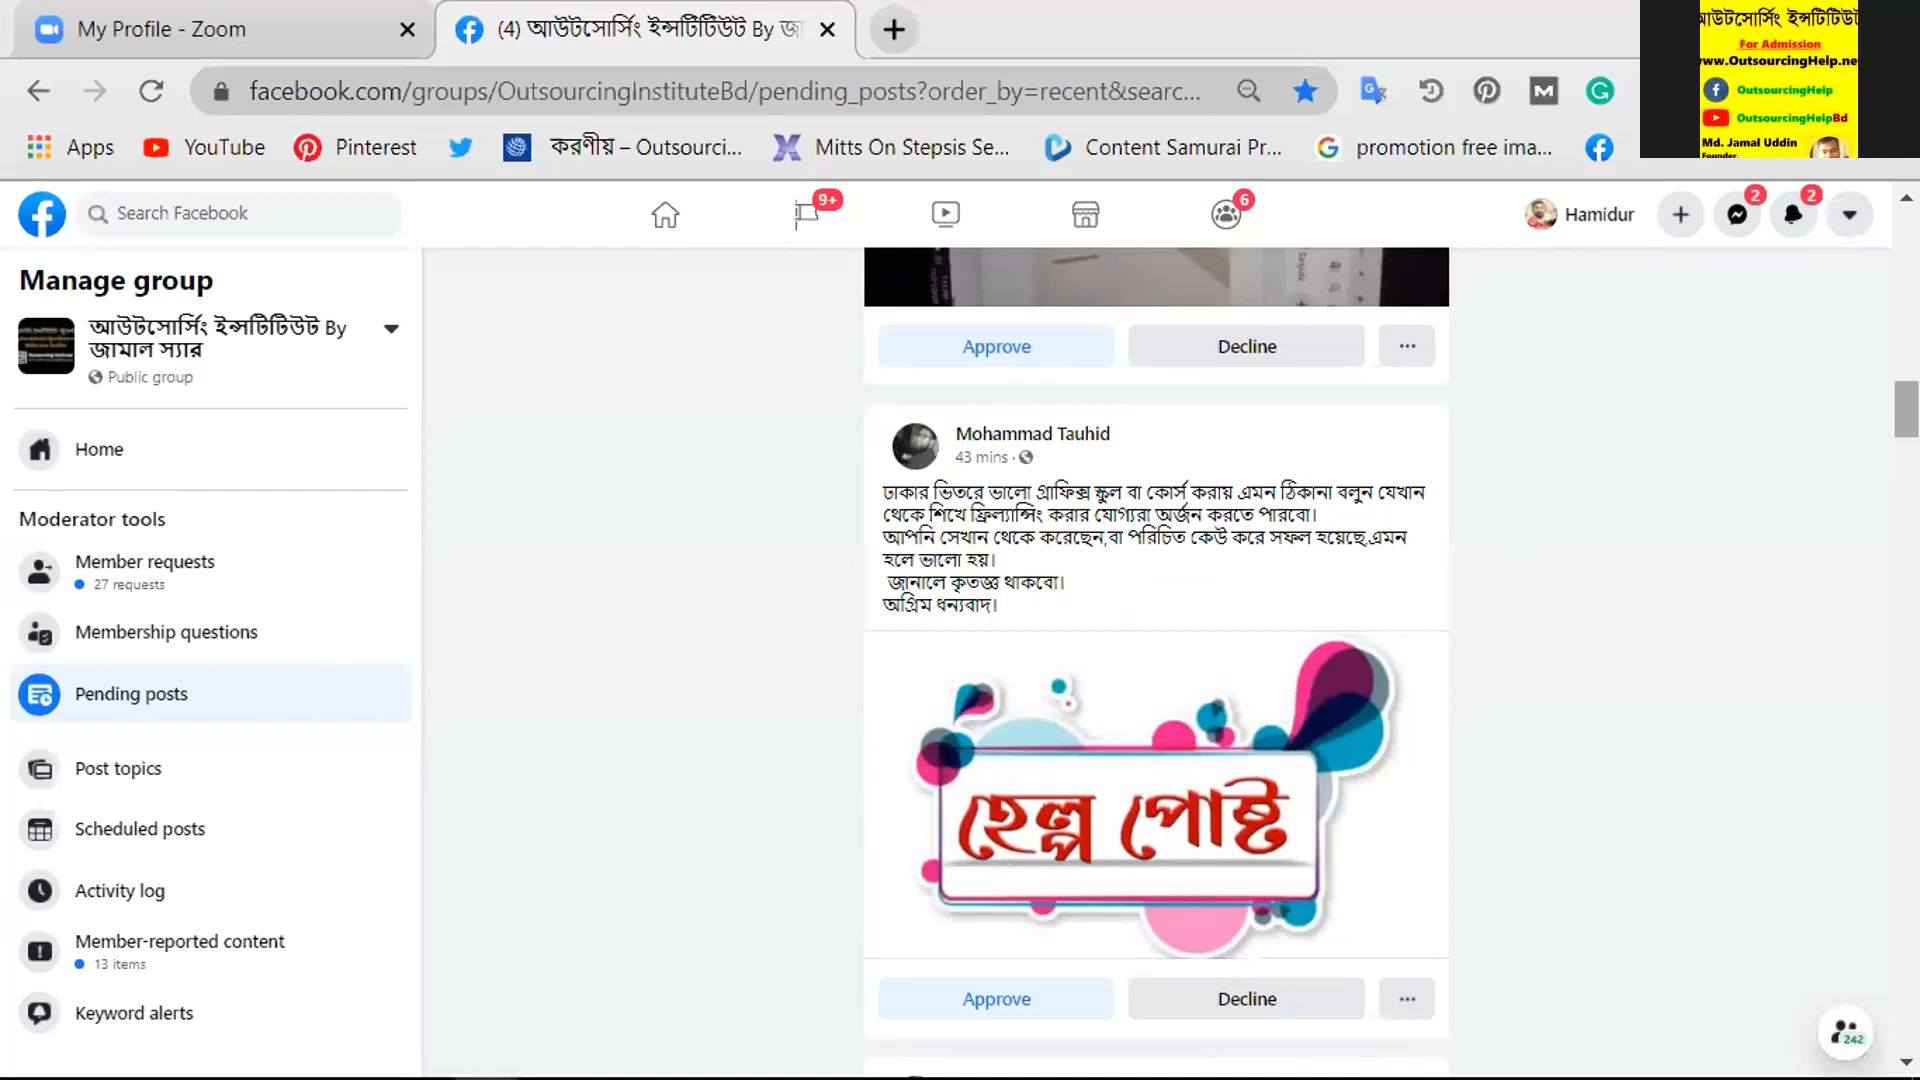 My Profile - Zoom
(4) আউটসোর্সিং ইন্সটিটিউট By
facebook.com/groups/OutsourcingInstituteBd/pending_posts?order_by=recent&searc...
Apps
YouTube
Pinterest
করণীয় – Outsourci...
Mitts On Stepsis Se...
Content Samurai Pr...
promotion free ima...
আউটসোর্সিং ইন্সটিটিউট
For Admission
www.OutsourcingHelp.ne
OutsourcingHelp
OutsourcingHelpBd
Md. Jamal Uddin
Founder,
Search Facebook
9+
6
Hamidur
2
2
Manage group
আউটসোর্সিং ইন্সটিটিউট By
জামাল স্যার
Public group
Home
Moderator tools
Member requests
27 requests
Membership questions
Pending posts
Post topics
Scheduled posts
Activity log
Member-reported content
13 items
Keyword alerts
Approve
Decline
Mohammad Tauhid
43 mins ·
ঢাকার ভিতরে ভালো গ্রাফিক্স স্কুল বা কোর্স করায় এমন ঠিকানা বলুন যেখান
থেকে শিখে ফ্রিল্যান্সিং করার যোগ্যরা অর্জন করতে পারবো।
আপনি সেখান থেকে করেছেন,বা পরিচিত কেউ করে সফল হয়েছে,এমন
হলে ভালো হয়।
জানালে কৃতজ্ঞ থাকবো।
অগ্রিম ধন্যবাদ।
হেল্প পোষ্ট
Approve
Decline
242